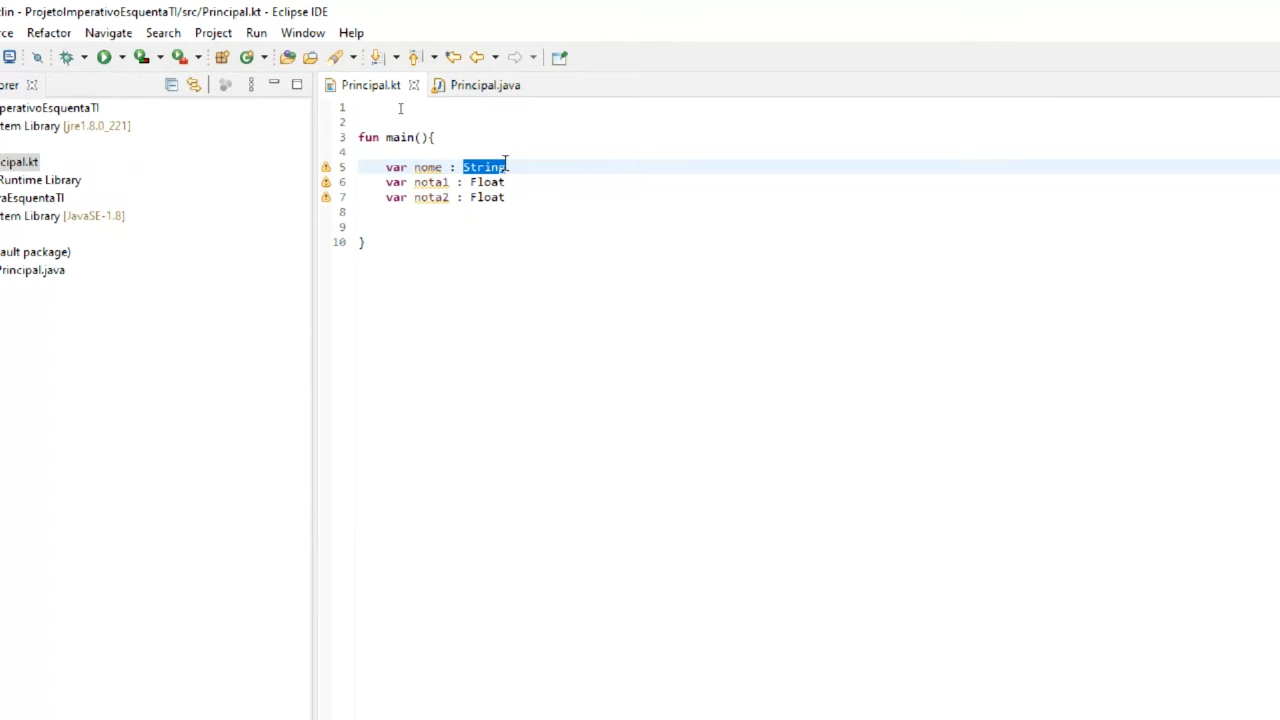 lin - ProjetoImperativoEsquentaTI/src/Principal.kt - Eclipse IDE
rce Refactor Navigate Search Project Run Window Help
orer
Principal.kt Principal.java
perativoEsquentaTI
tem Library [jre1.8.0_221]
cipal.kt
Runtime Library
vaEsquentaTI
tem Library [JavaSE-1.8]
ault package)
Principal.java
1
2
3 fun main(){
4
5 var nome : String
6 var nota1 : Float
7 var nota2 : Float
8
9
10 }